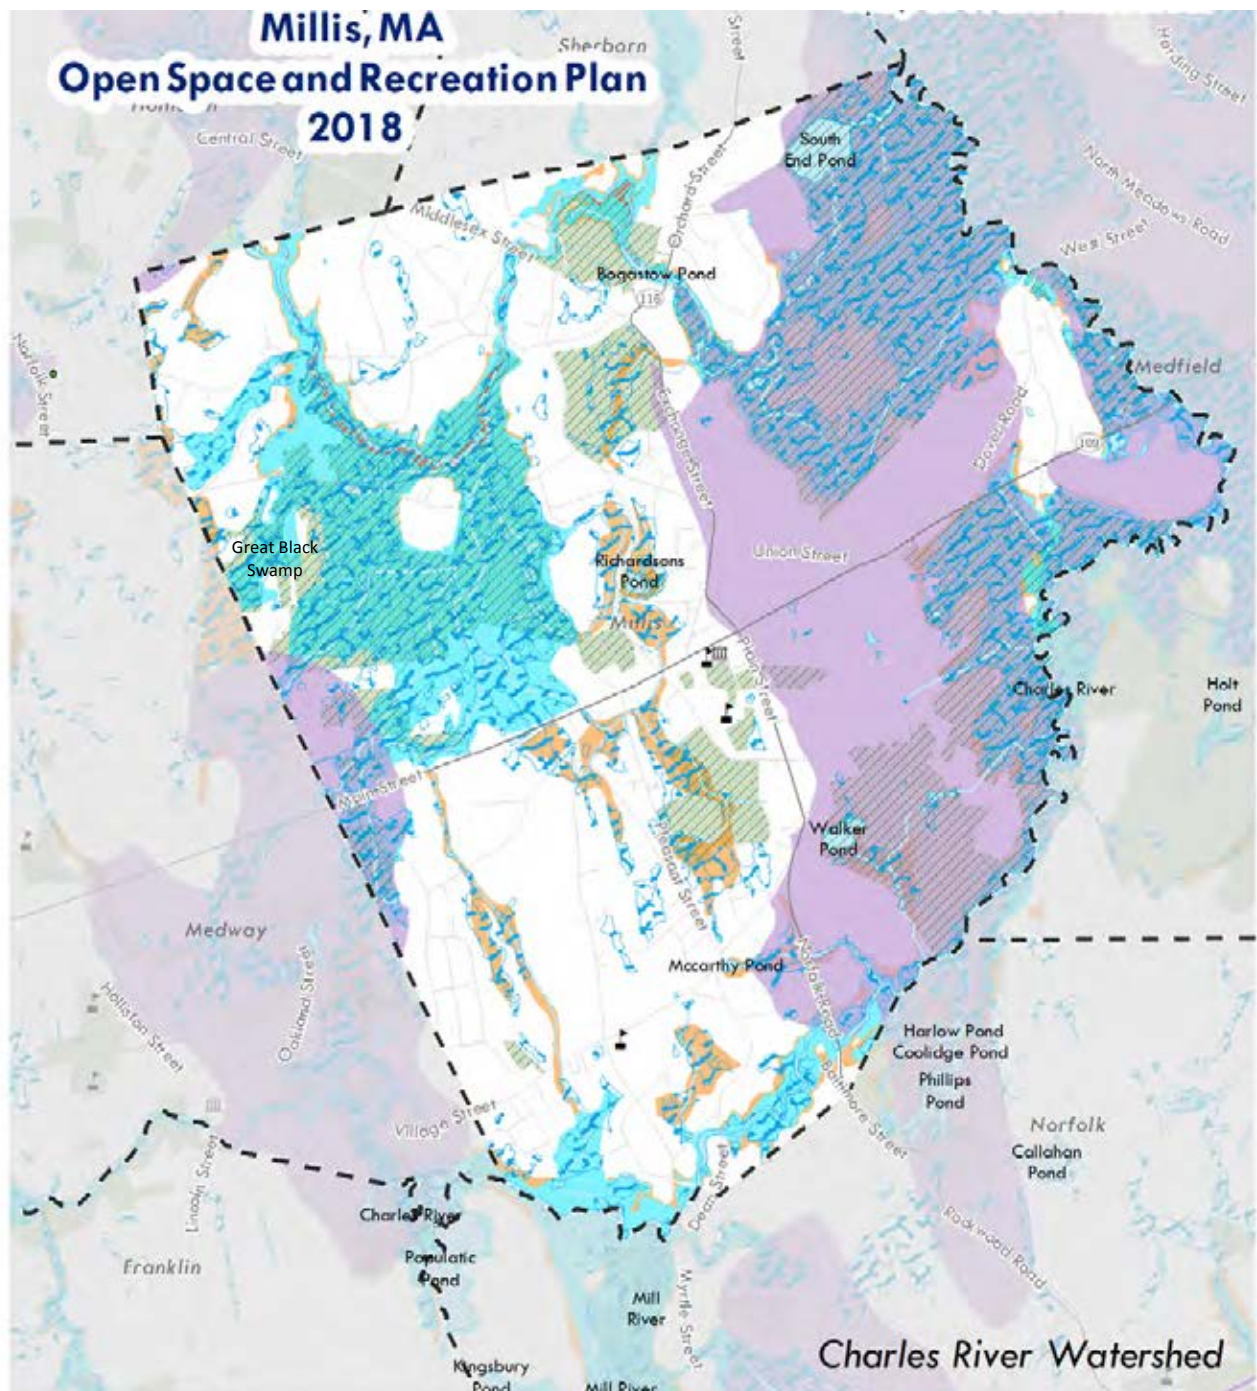 Millis, MA
Open Space and Recreation Plan
2018
Sherborn
Street
Harding Street
Central Street
South
End Pond
North Meadows Road
West Street
Orchard Street
Middlesex Street
Bogastow Pond
116
Norfolk Street
Medfield
Exchange Street
Dover Road
109
Great Black
Swamp
Union Street
Richardsons
Pond
Millis
Plain Street
Charles River
Holt
Pond
Main Street
Walker
Pond
Pleasant Street
Medway
Oakland Street
Mccarthy Pond
Norfolk Road
Holliston Street
Harlow Pond
Coolidge Pond
Phillips
Pond
Baltimore Street
Norfolk
Callahan
Pond
Village Street
Lincoln Street
Dean Street
Charles River
Rockwood Road
Franklin
Populatic
Pond
Myrtle Street
Mill
River
Charles River Watershed
Kingsbury
Pond
Mill River